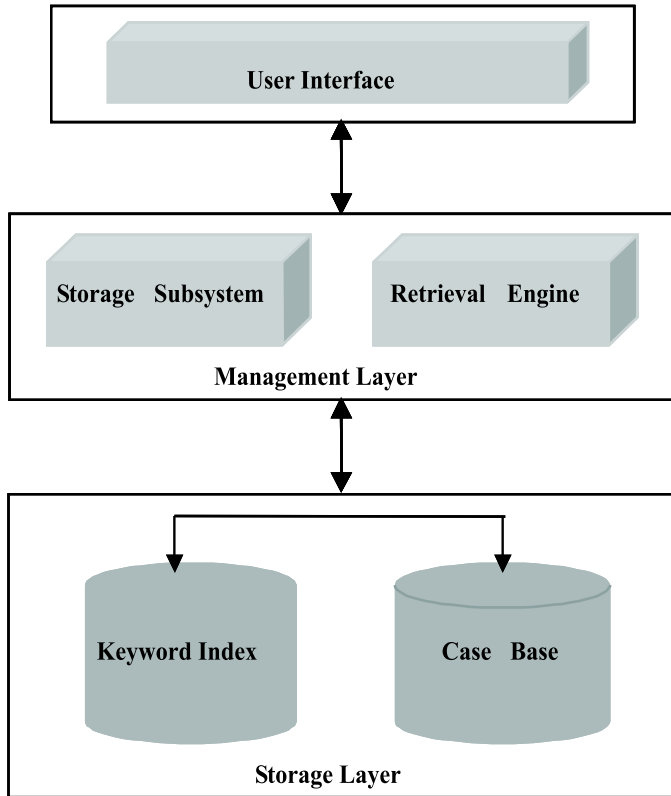 User Interface
Storage Subsystem
Retrieval Engine
Management Layer
Keyword Index
Case Base
Storage Layer